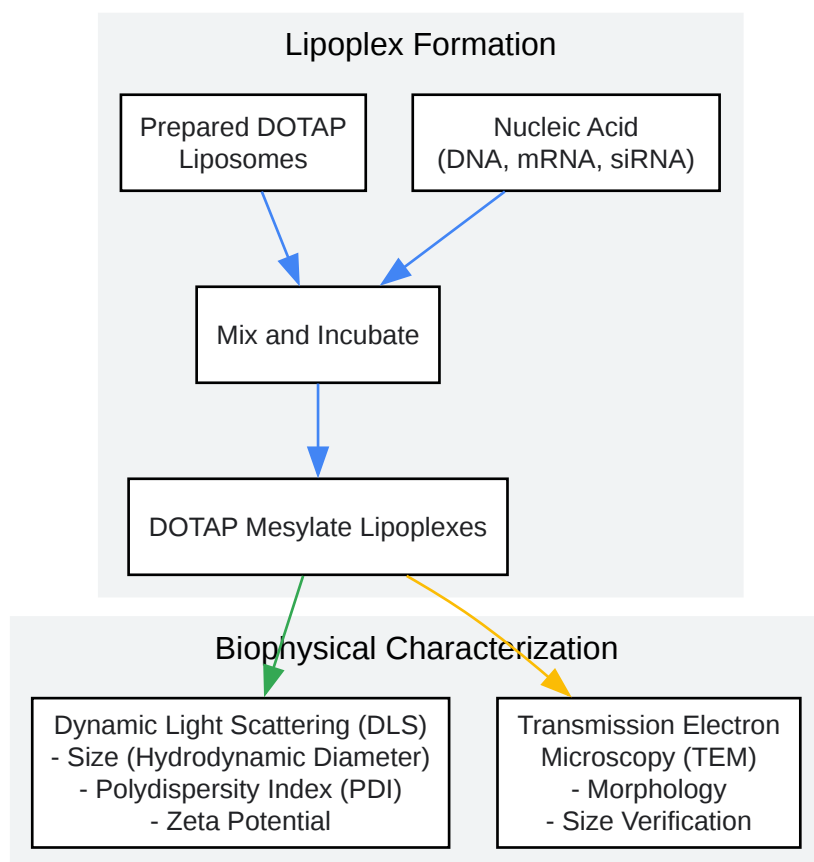 Lipoplex Formation
Prepared DOTAP
Liposomes
Nucleic Acid
(DNA, mRNA, siRNA)
Mix and Incubate
DOTAP Mesylate Lipoplexes
Biophysical Characterization
Dynamic Light Scattering (DLS)
- Size (Hydrodynamic Diameter)
- Polydispersity Index (PDI)
- Zeta Potential
Transmission Electron
Microscopy (TEM)
- Morphology
- Size Verification